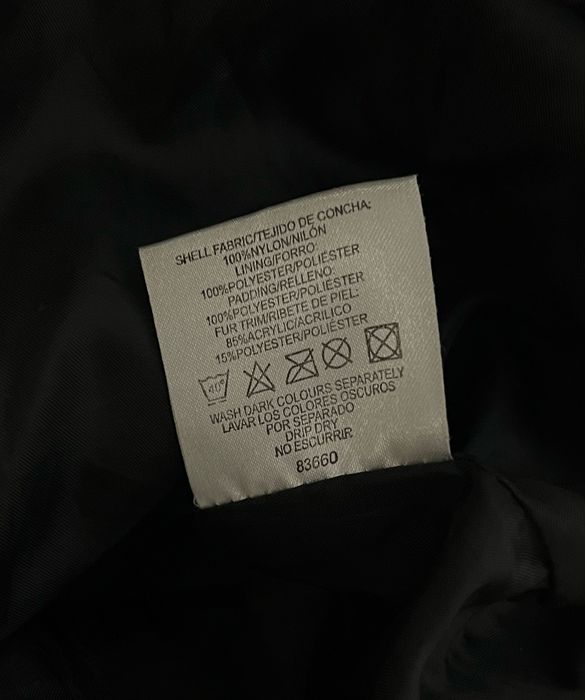 SHELL FABRIC/TEJIDO DE CONCHA:
100%NYLON/NILÓN
LINING/FORRO:
100%POLYESTER/POLIÉSTER
PADDING/RELLENO:
100%POLYESTER/POLIÉSTER
FUR TRIM/RIBETE DE PIEL:
85%ACRYLIC/ACRÍLICO
15%POLYESTER/POLIÉSTER
40°
WASH DARK COLOURS SEPARATELY
LAVAR LOS COLORES OSCUROS
POR SEPARADO
DRIP DRY
NO ESCURRIR
83660